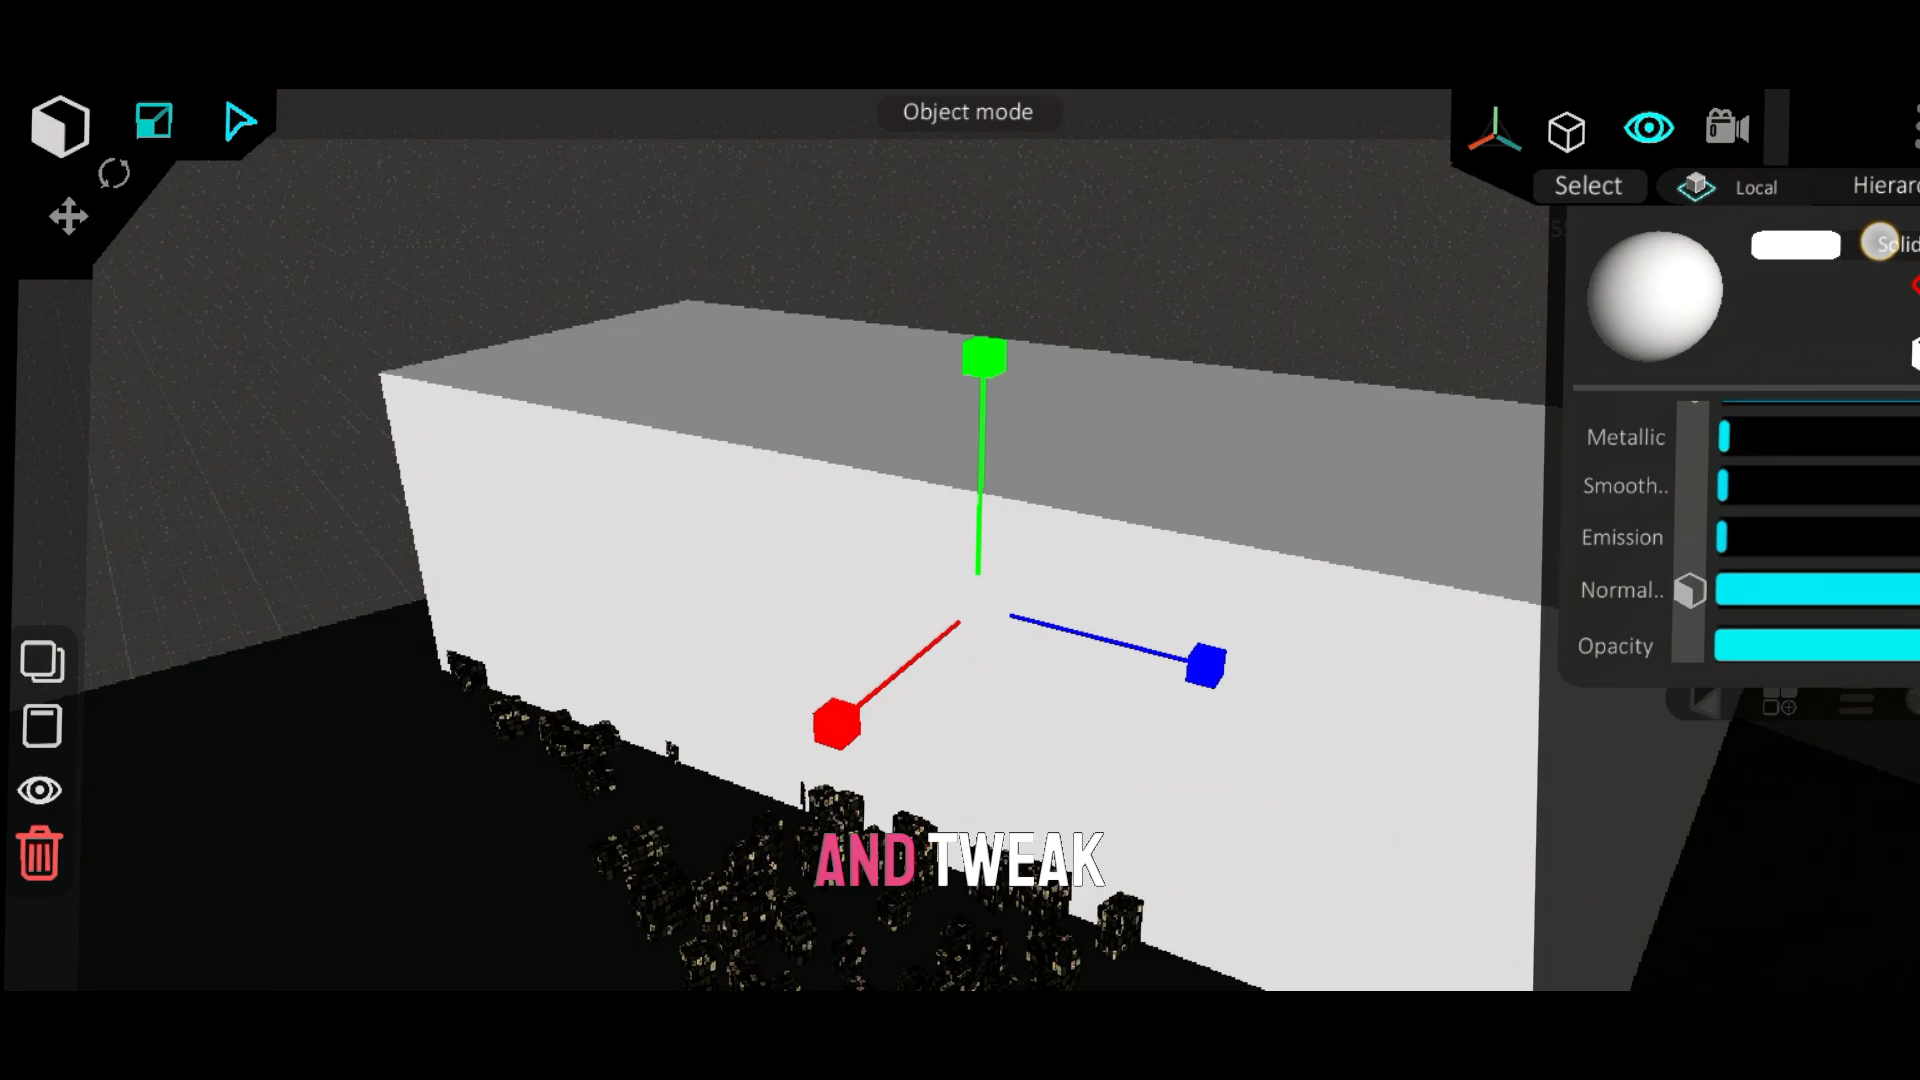 Object mode
Select
Local
Hierarc
Solid
Metallic
Smooth..
Emission
Normal..
Opacity
AND TWEAK